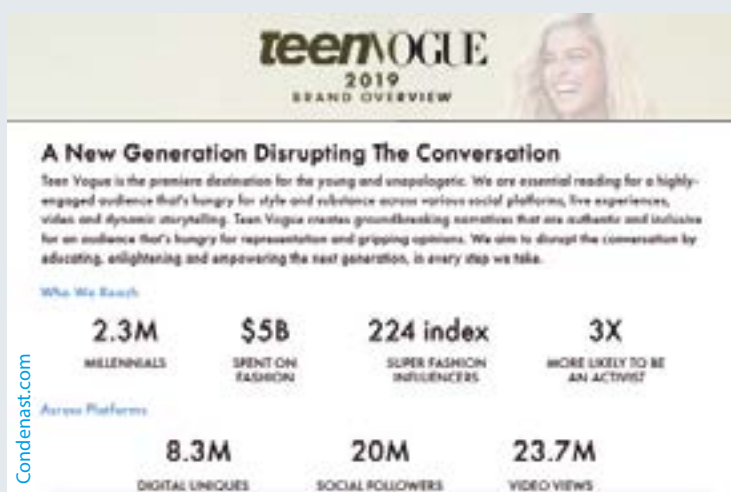 teenVOGUE
2019
BRAND OVERVIEW
A New Generation Disrupting The Conversation
Teen Vogue is the premiere destination for the young and unapologetic. We are essential reading for a highly-
engaged audience that's hungry for style and substance across various social platforms, live experiences,
video and dynamic storytelling. Teen Vogue creates groundbreaking narratives that are authentic and inclusive
for an audience that's hungry for representation and gripping opinions. We aim to disrupt the conversation by
educating, enlightening and empowering the next generation, in every step we take.
Who We Reach
2.3M $5B 224 index 3X
MILLENNIALS SPENT ON SUPER FASHION MORE LIKELY TO BE
FASHION INFLUENCERS AN ACTIVIST
Across Platforms
8.3M 20M 23.7M
DIGITAL UNIQUES SOCIAL FOLLOWERS VIDEO VIEWS
Condenast.com